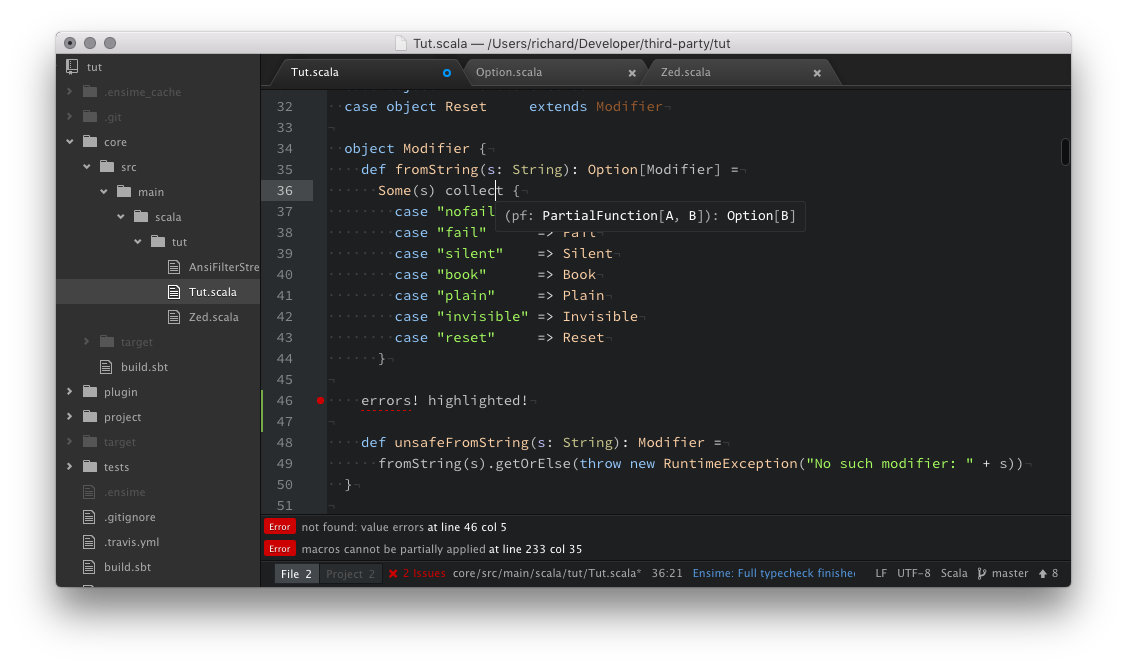 Tut.scala — /Users/richard/Developer/third-party/tut
tut
.ensime_cache
.git
core
src
main
scala
tut
AnsiFilterStre
Tut.scala
Zed.scala
target
build.sbt
plugin
project
target
tests
.ensime
.gitignore
.travis.yml
build.sbt
Tut.scala Option.scala Zed.scala
32 case object Reset     extends Modifier
33
34 object Modifier {
35 def fromString(s: String): Option[Modifier] =
36 Some(s) collect {
37 case "nofail
(pf: PartialFunction[A, B]): Option[B]
38 case "fail"      => Fail
39 case "silent"    => Silent
40 case "book"      => Book
41 case "plain"     => Plain
42 case "invisible" => Invisible
43 case "reset"     => Reset
44 }
45
46 errors! highlighted!
47
48 def unsafeFromString(s: String): Modifier =
49 fromString(s).getOrElse(throw new RuntimeException("No such modifier: " + s))
50 }
51
Error not found: value errors at line 46 col 5
Error macros cannot be partially applied at line 233 col 35
File 2 Project 2 2 Issues core/src/main/scala/tut/Tut.scala* 36:21 Ensime: Full typecheck finishe LF UTF-8 Scala master 8